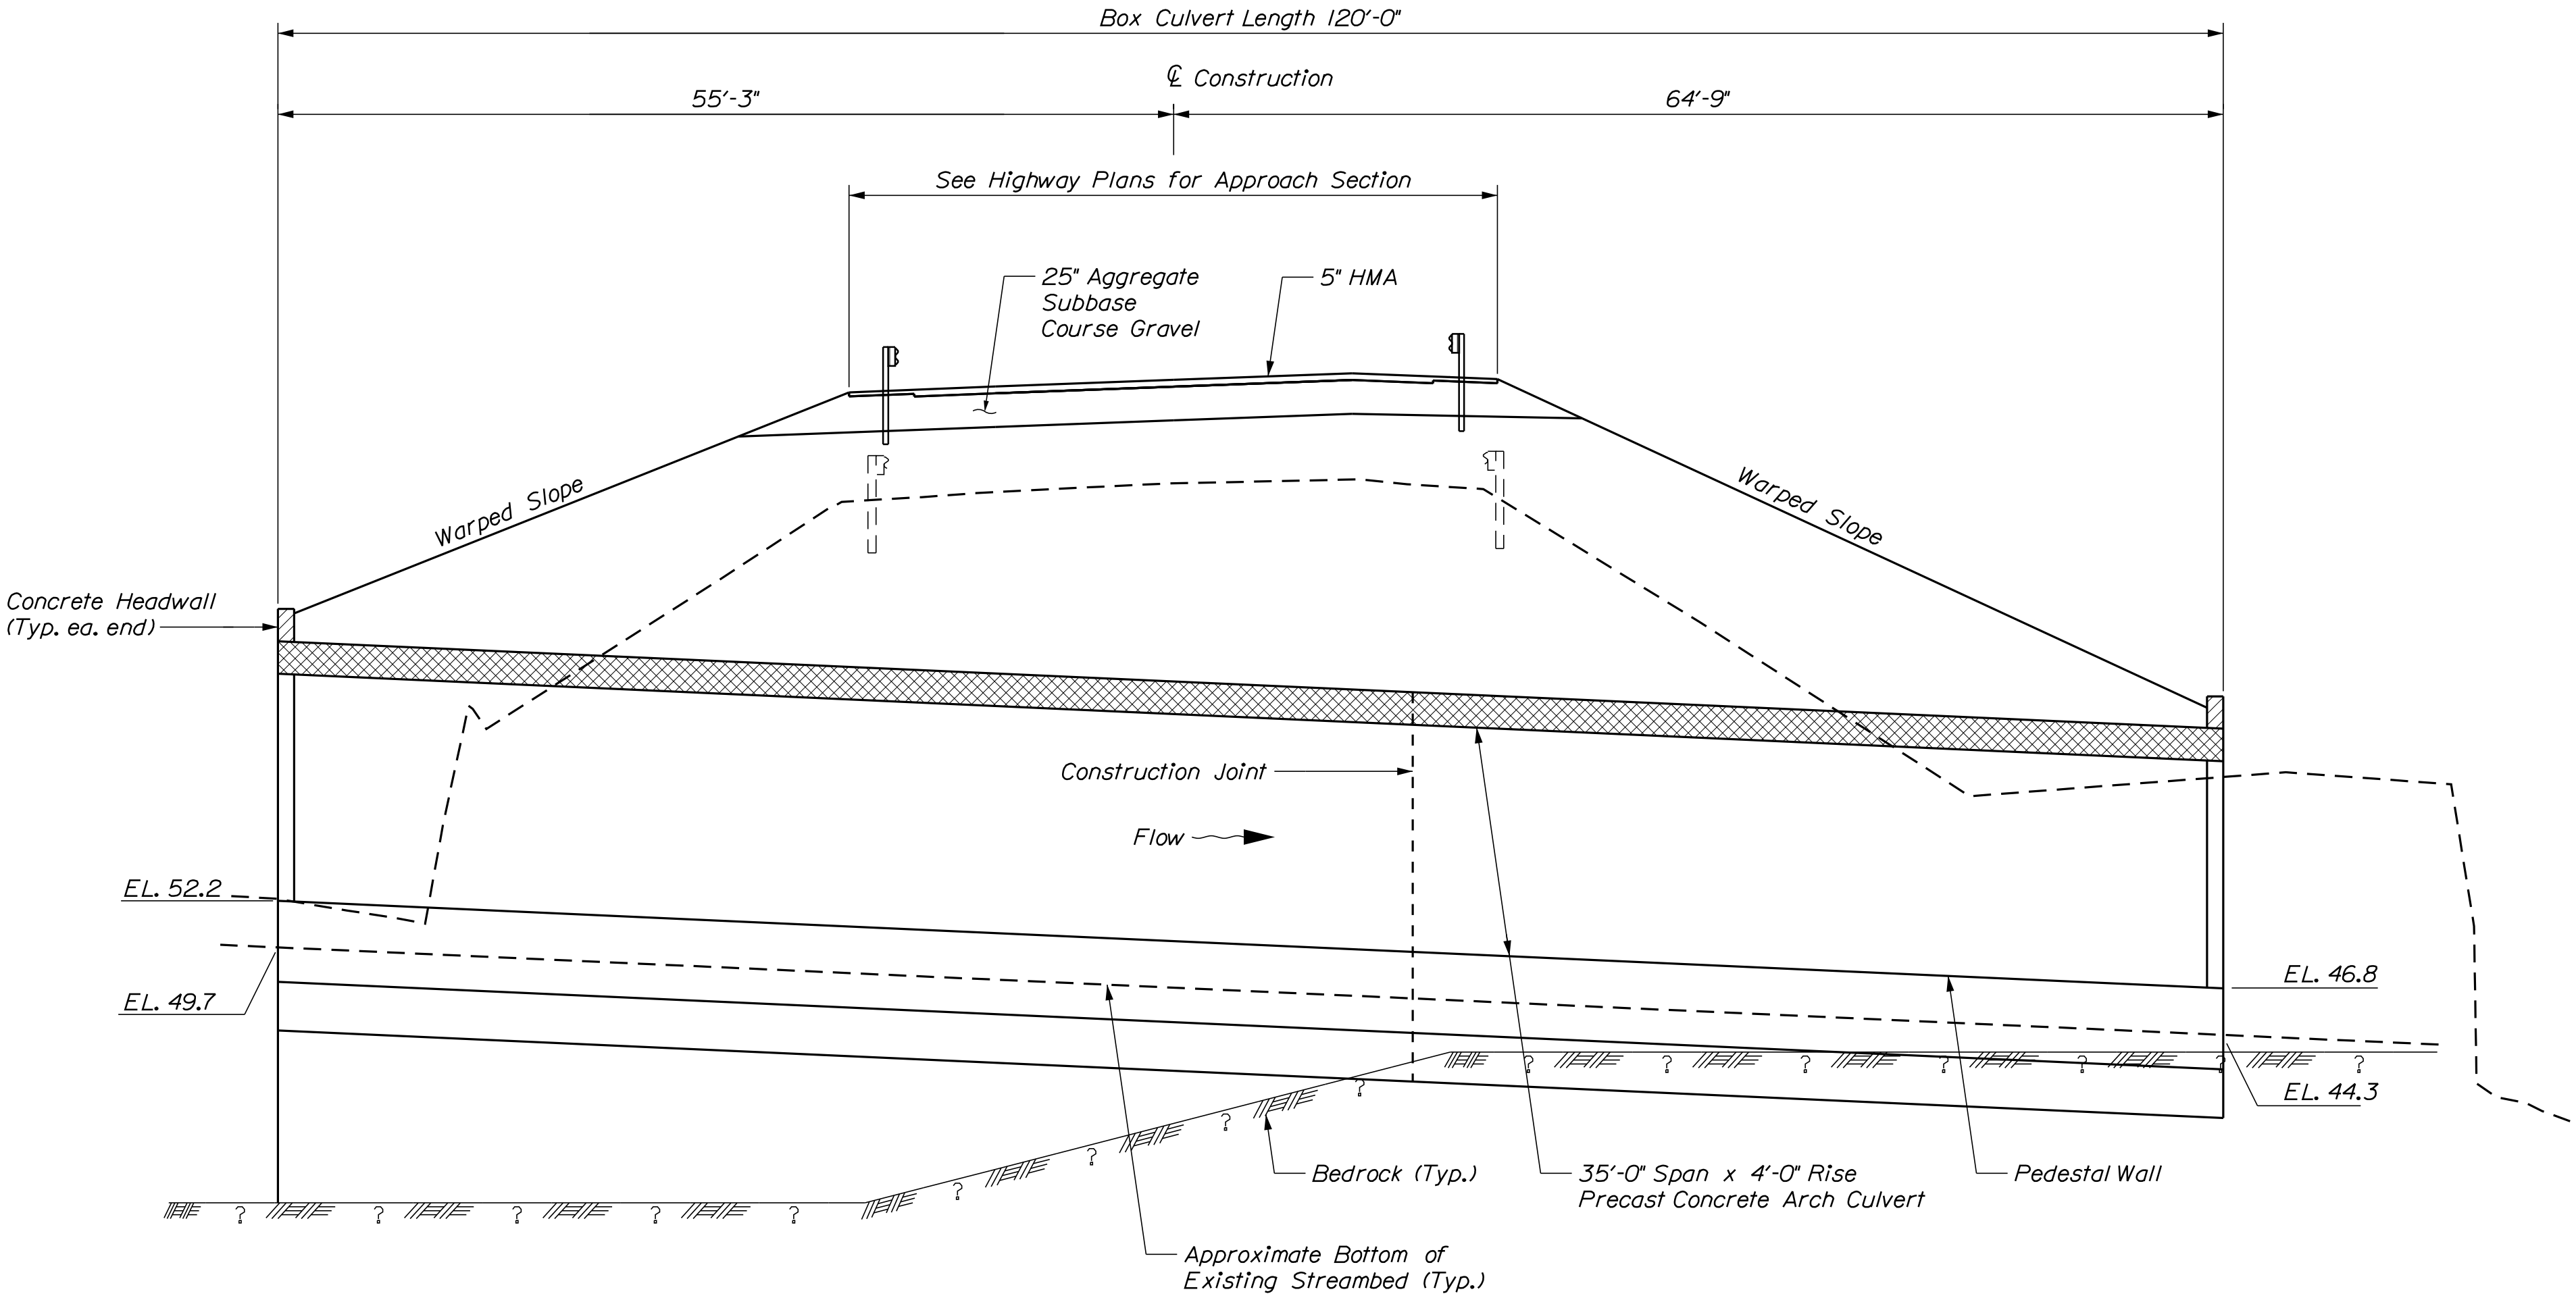 Box Culvert Length 120'-0"
℄ Construction
55'-3"
64'-9"
See Highway Plans for Approach Section
25" Aggregate
Subbase
Course Gravel
5" HMA
Warped Slope
Warped Slope
Concrete Headwall
(Typ. ea. end)
Construction Joint
Flow
EL. 52.2
EL. 49.7
EL. 46.8
EL. 44.3
? ? ? ? ? ? ?
? ? ? ? ? ? ? ? ? ?
Bedrock (Typ.)
35'-0" Span x 4'-0" Rise
Precast Concrete Arch Culvert
Pedestal Wall
Approximate Bottom of
Existing Streambed (Typ.)